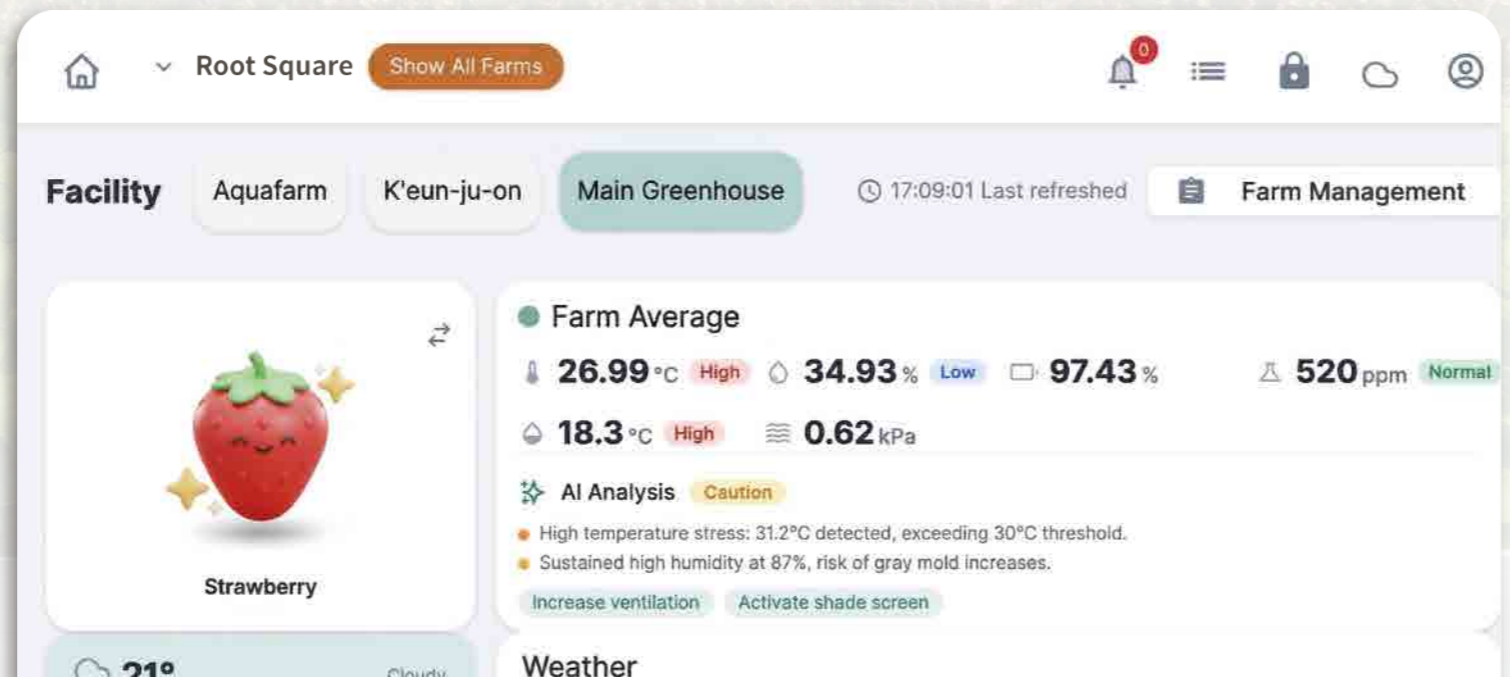 Root Square Show All Farms 0
Facility Aquafarm K'eun-ju-on Main Greenhouse 17:09:01 Last refreshed Farm Management
Strawberry
Farm Average
26.99 °C High 34.93 % Low 97.43 % 520 ppm Normal
18.3 °C High 0.62 kPa
AI Analysis Caution
High temperature stress: 31.2°C detected, exceeding 30°C threshold.
Sustained high humidity at 87%, risk of gray mold increases.
Increase ventilation Activate shade screen
21° Cloudy
Weather